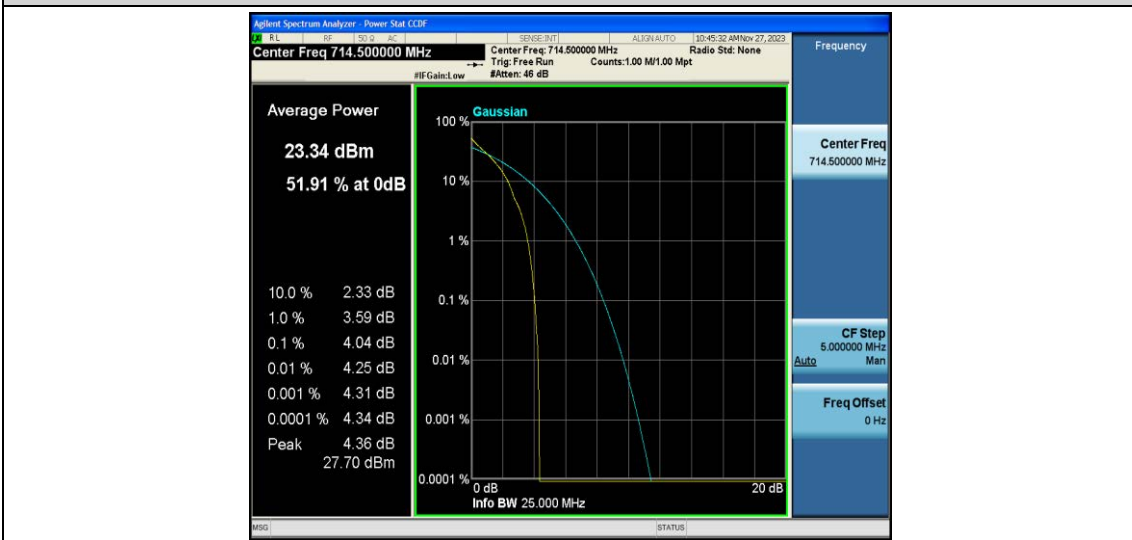 Agilent Spectrum Analyzer - Power Stat CCDF
RL RF 50 Ω AC SENSE:INT ALIGN AUTO 10:45:32 AM Nov 27, 2023
Center Freq 714.500000 MHz
Center Freq: 714.500000 MHz Radio Std: None
Trig: Free Run Counts:1.00 M/1.00 Mpt
#IFGain:Low #Atten: 46 dB
Average Power
23.34 dBm
51.91 % at 0dB
10.0 % 2.33 dB
1.0 % 3.59 dB
0.1 % 4.04 dB
0.01 % 4.25 dB
0.001 % 4.31 dB
0.0001 % 4.34 dB
Peak 4.36 dB
27.70 dBm
Gaussian
100 %
10 %
1 %
0.1 %
0.01 %
0.001 %
0.0001 %
0 dB 20 dB
Info BW 25.000 MHz
Frequency
Center Freq
714.500000 MHz
CF Step
5.000000 MHz
Auto Man
Freq Offset
0 Hz
MSG STATUS